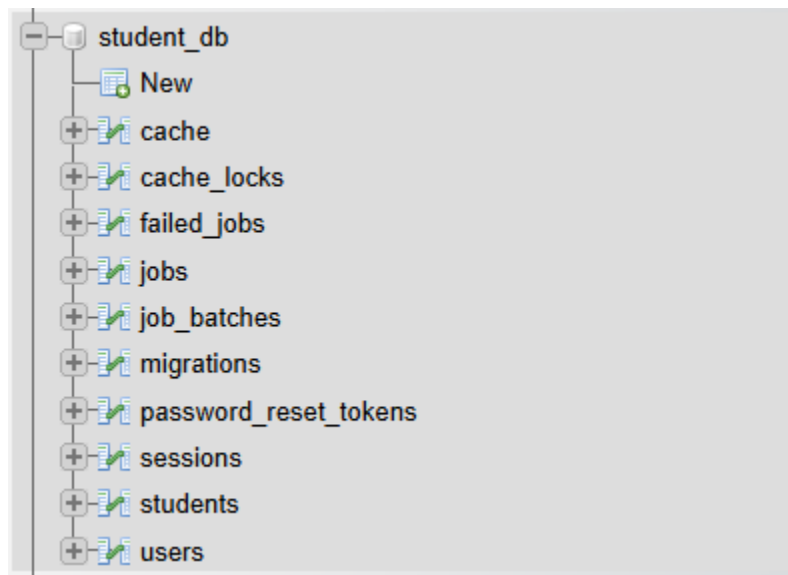 student_db
New
cache
cache_locks
failed_jobs
jobs
job_batches
migrations
password_reset_tokens
sessions
students
users